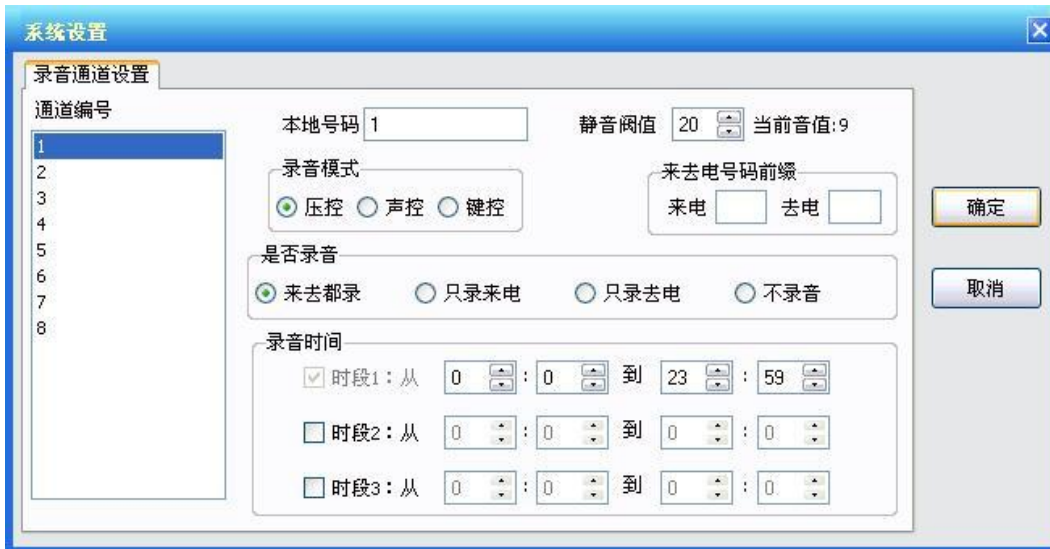 系统设置
录音通道设置
通道编号
1
2
3
4
5
6
7
8
本地号码 1
静音阀值 20 当前音值:9
录音模式
压控 声控 键控
来去电号码前缀
来电 去电
是否录音
来去都录 只录来电 只录去电 不录音
录音时间
时段1：从 0 : 0 到 23 : 59
时段2：从 0 : 0 到 0 : 0
时段3：从 0 : 0 到 0 : 0
确定
取消